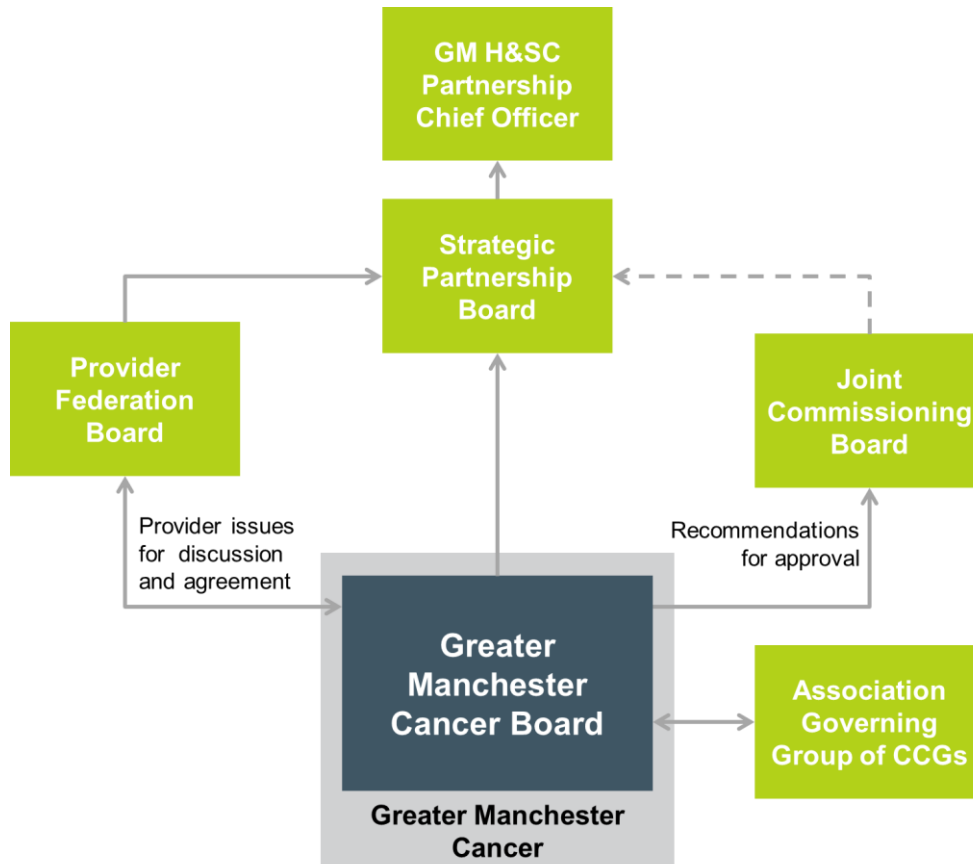 GM H&SC
Partnership
Chief Officer
Strategic
Partnership
Board
Provider
Federation
Board
Joint
Commissioning
Board
Provider issues
for discussion
and agreement
Recommendations
for approval
Greater
Manchester
Cancer Board
Association
Governing
Group of CCGs
Greater Manchester
Cancer